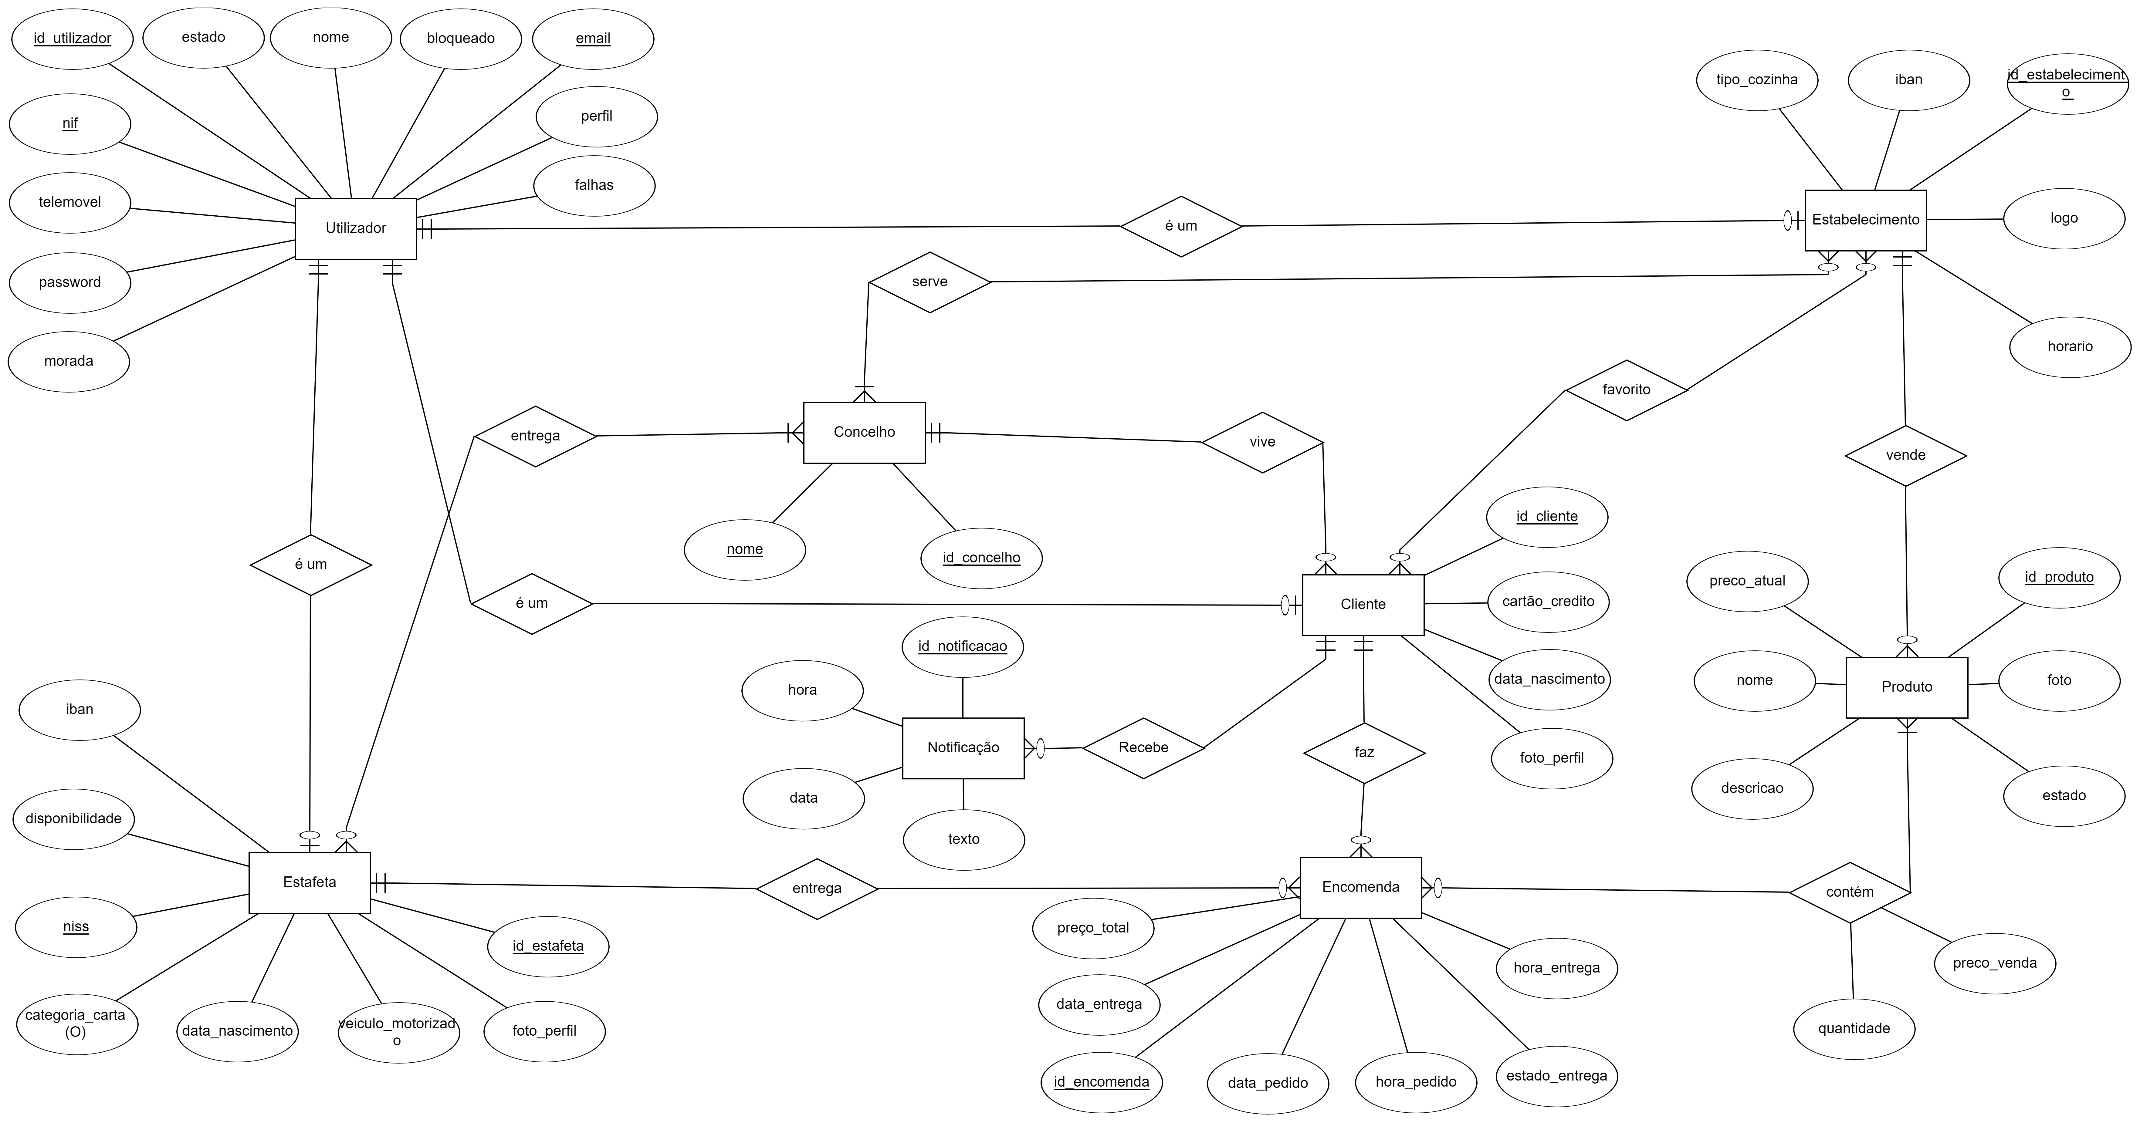 id_utilizador
estado
nome
bloqueado
email
tipo_cozinha
iban
id_estabeleciment
o
nif
perfil
telemovel
falhas
Utilizador
é um
Estabelecimento
logo
password
serve
morada
horario
favorito
entrega
Concelho
vive
vende
nome
id_concelho
id_cliente
é um
é um
Cliente
cartão_credito
preco_atual
id_produto
id_notificacao
hora
data_nascimento
nome
Produto
foto
iban
Notificação
Recebe
faz
foto_perfil
data
descricao
estado
disponibilidade
texto
Estafeta
entrega
Encomenda
contém
niss
id_estafeta
preço_total
hora_entrega
preco_venda
categoria_carta
(O)
data_nascimento
veiculo_motorizad
o
foto_perfil
data_entrega
quantidade
id_encomenda
data_pedido
hora_pedido
estado_entrega